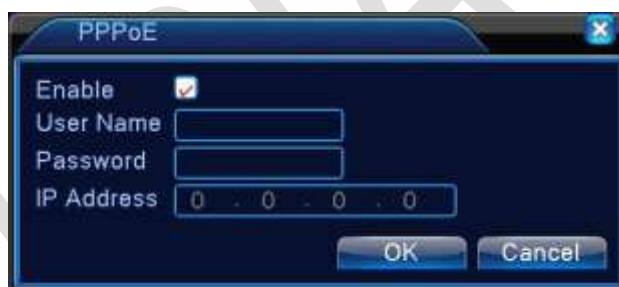 PPPoE
Enable
User Name
Password
IP Address 0 . 0 . 0 . 0
OK Cancel